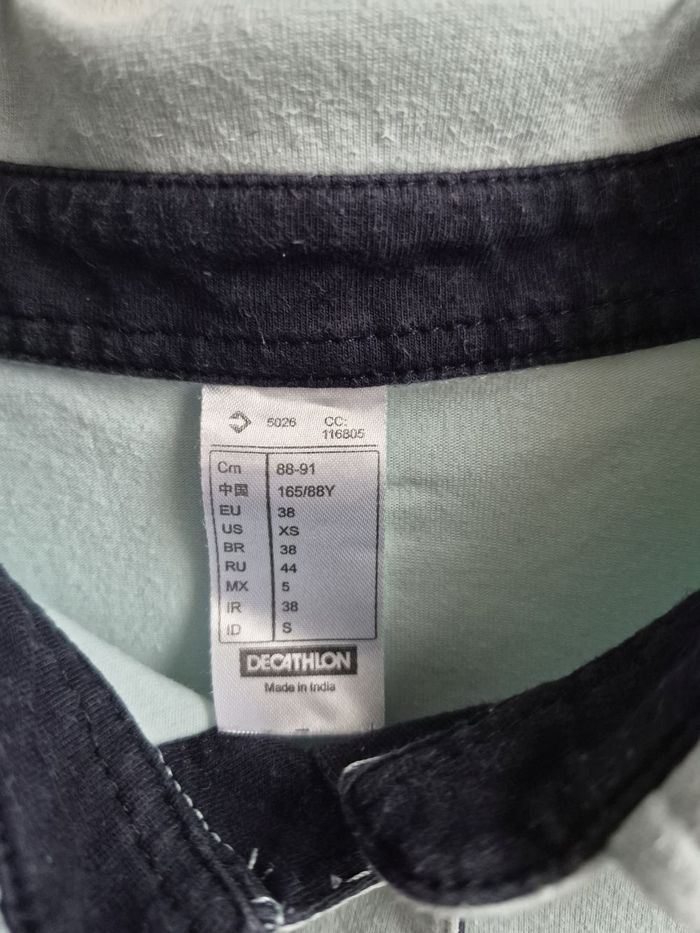 5026 CC:
116805
Cm 88-91
中国 165/88Y
EU 38
US XS
BR 38
RU 44
MX 5
IR 38
ID S
DECATHLON
Made in India